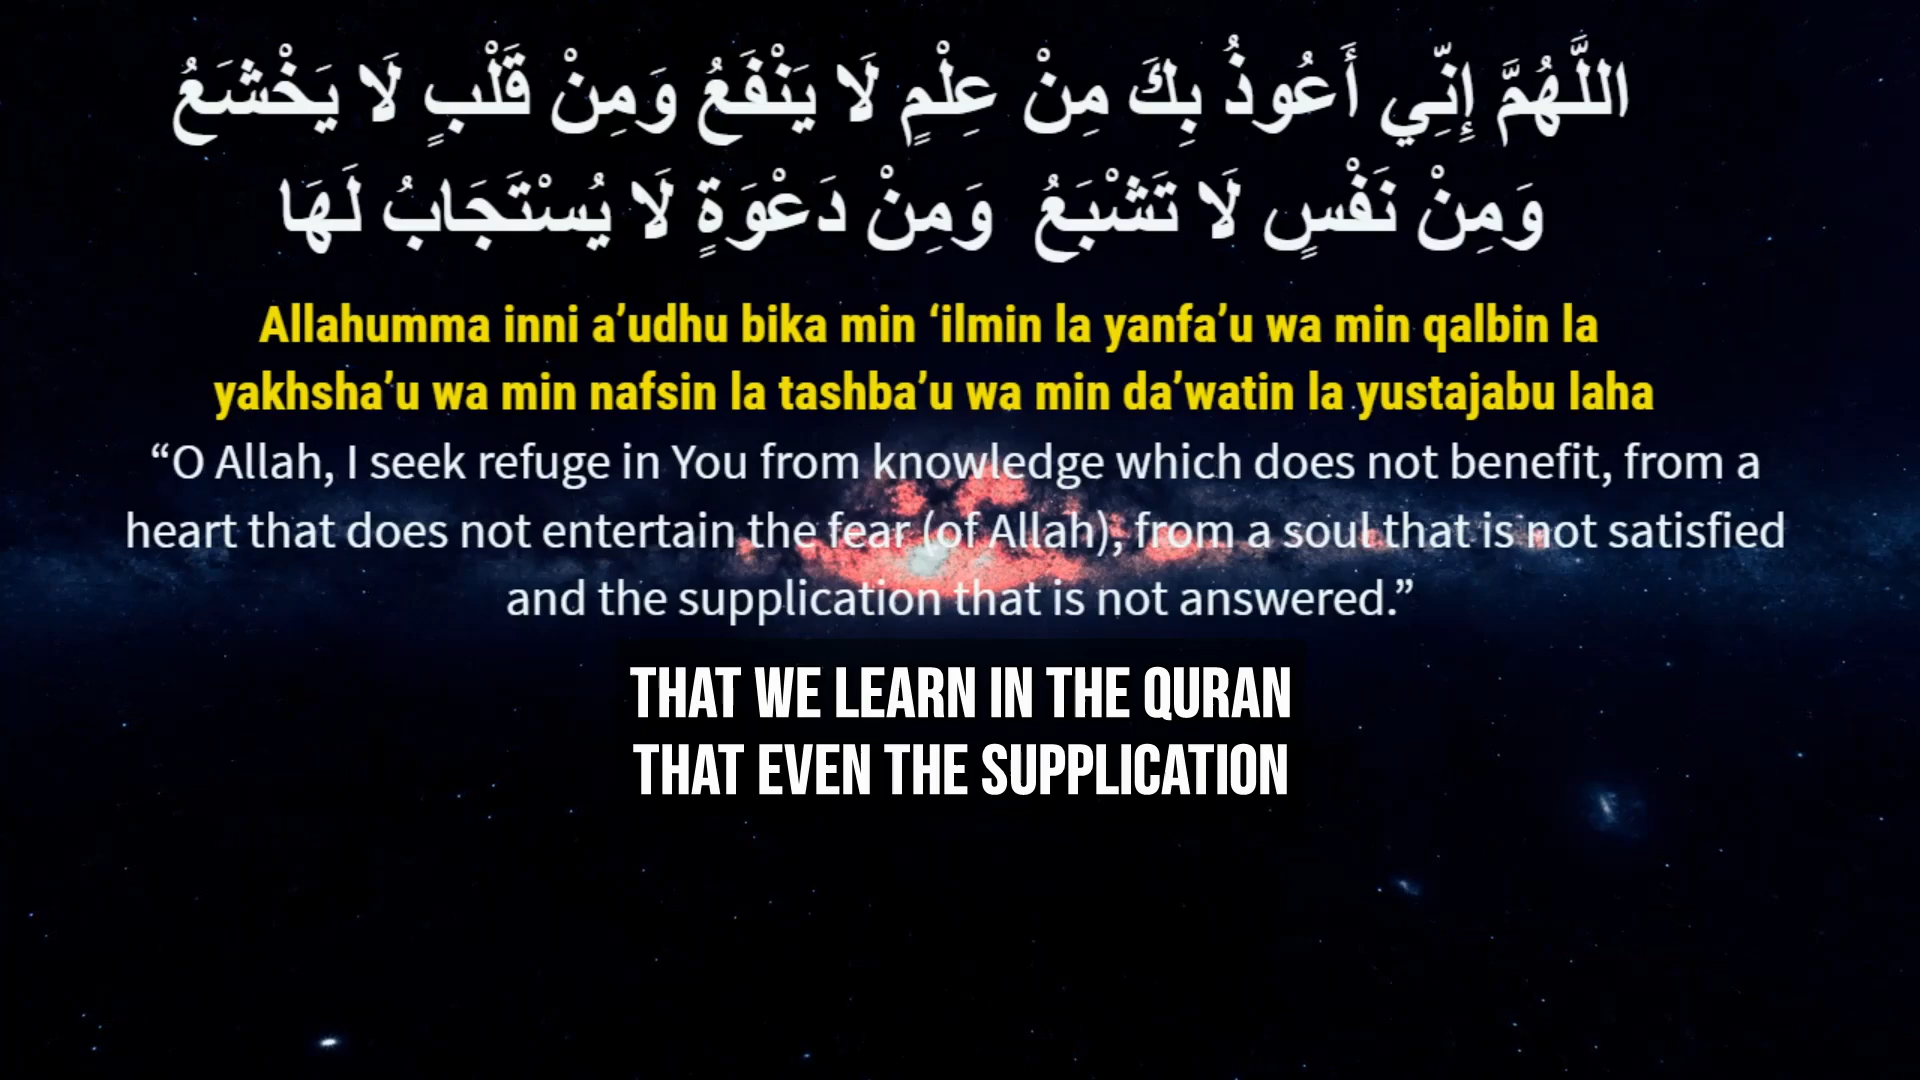 اللَّهُمَّ إِنِّي أَعُوذُ بِكَ مِنْ عِلْمٍ لَا يَنْفَعُ وَمِنْ قَلْبٍ لَا يَخْشَعُ
وَمِنْ نَفْسٍ لَا تَشْبَعُ وَمِنْ دَعْوَةٍ لَا يُسْتَجَابُ لَهَا
Allahumma inni a’udhu bika min ‘ilmin la yanfa’u wa min qalbin la
yakhsha’u wa min nafsin la tashba’u wa min da’watin la yustajabu laha
“O Allah, I seek refuge in You from knowledge which does not benefit, from a
heart that does not entertain the fear (of Allah), from a soul that is not satisfied
and the supplication that is not answered.”
THAT WE LEARN IN THE QURAN
THAT EVEN THE SUPPLICATION